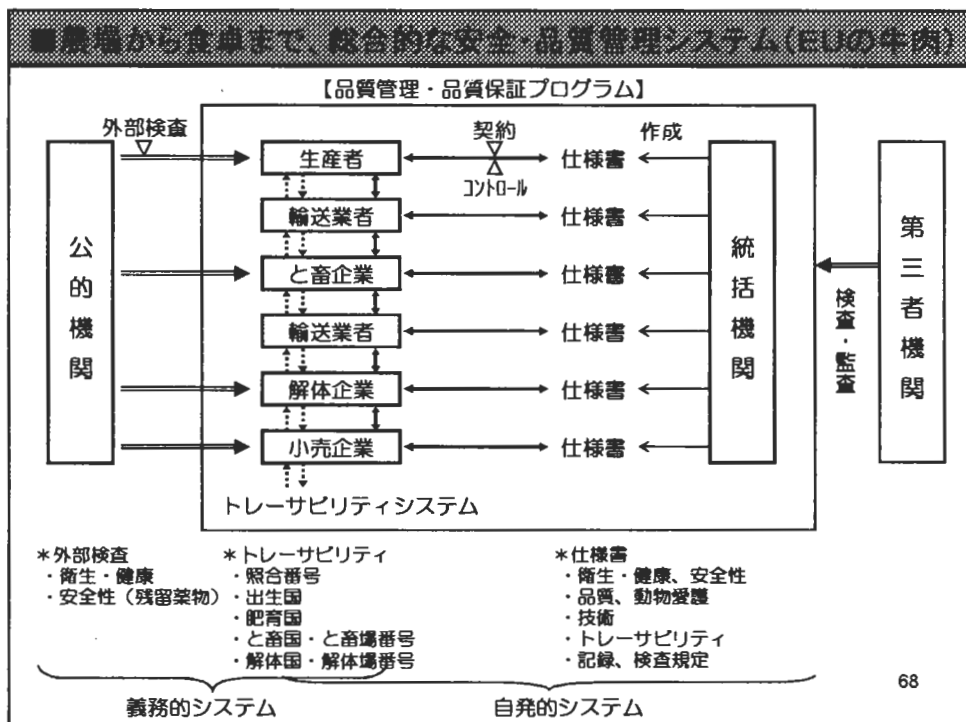 ■農場から食卓まで、総合的な安全・品質管理システム(EUの牛肉)
【品質管理・品質保証プログラム】
外部検査
契約
作成
生産者
仕様書
コントロール
輸送業者
仕様書
と畜企業
仕様書
輸送業者
仕様書
解体企業
仕様書
小売企業
仕様書
公的機関
統括機関
検査・監査
第三者機関
トレーサビリティシステム
＊外部検査
・衛生・健康
・安全性（残留薬物）
＊トレーサビリティ
・照合番号
・出生国
・肥育国
・と畜国・と畜場番号
・解体国・解体場番号
＊仕様書
・衛生・健康、安全性
・品質、動物愛護
・技術
・トレーサビリティ
・記録、検査規定
義務的システム
自発的システム
68